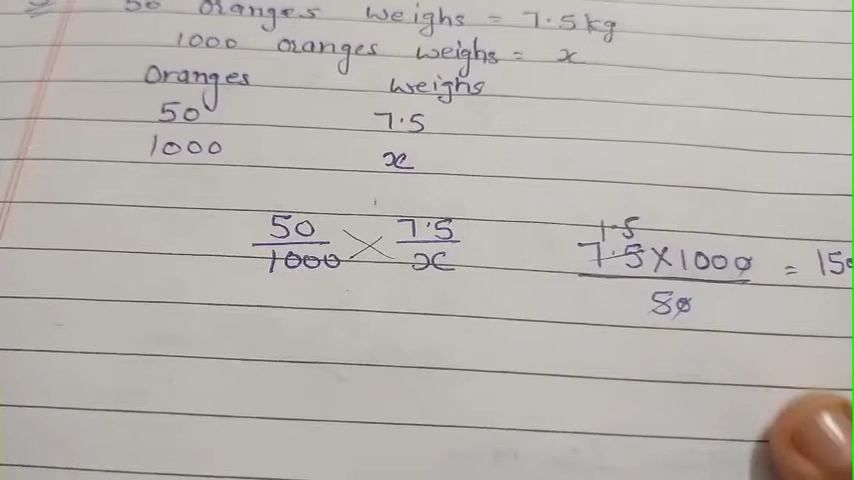 50 oranges weighs = 7.5kg
1000 oranges weighs = x
Oranges weighs
50 7.5
1000 x
1.5
50 7.5 7.5 X 1000 = 150
1000 x 50